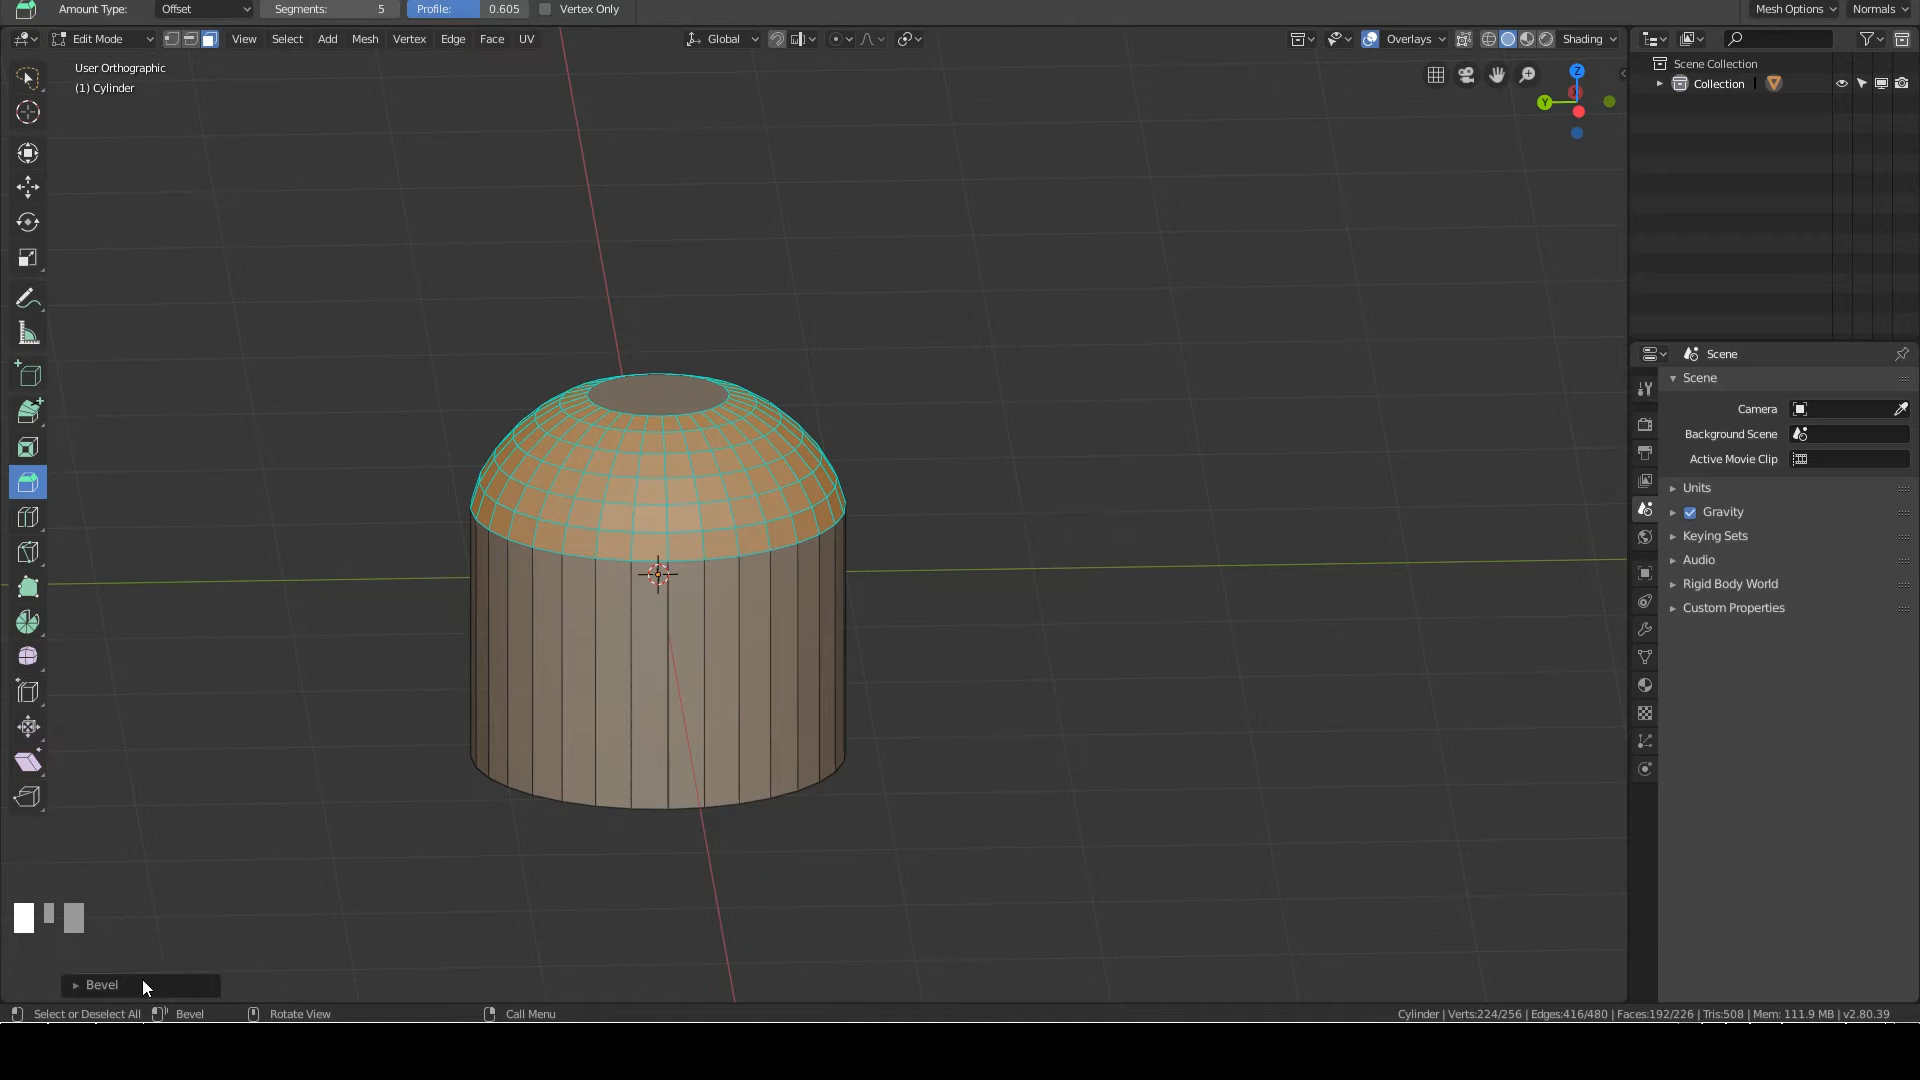 Amount Type: Offset Segments: 5 Profile: 0.605 Vertex Only Mesh Options Normals
Edit Mode View Select Add Mesh Vertex Edge Face UV Global Overlays Shading
User Orthographic
(1) Cylinder
Z
Y
X
Scene Collection
Collection
Scene
Scene
Camera
Background Scene
Active Movie Clip
Units
Gravity
Keying Sets
Audio
Rigid Body World
Custom Properties
Bevel
Select or Deselect All Bevel Rotate View Call Menu Cylinder | Verts:224/256 | Edges:416/480 | Faces:192/226 | Tris:508 | Mem: 111.9 MB | v2.80.39